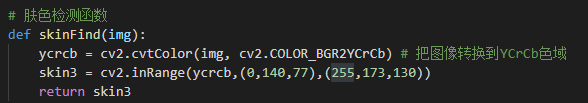 # 肤色检测函数
def skinFind(img):
    ycrcb = cv2.cvtColor(img, cv2.COLOR_BGR2YCrCb) # 把图像转换到YCrCb色域
    skin3 = cv2.inRange(ycrcb,(0,140,77),(255,173,130))
    return skin3